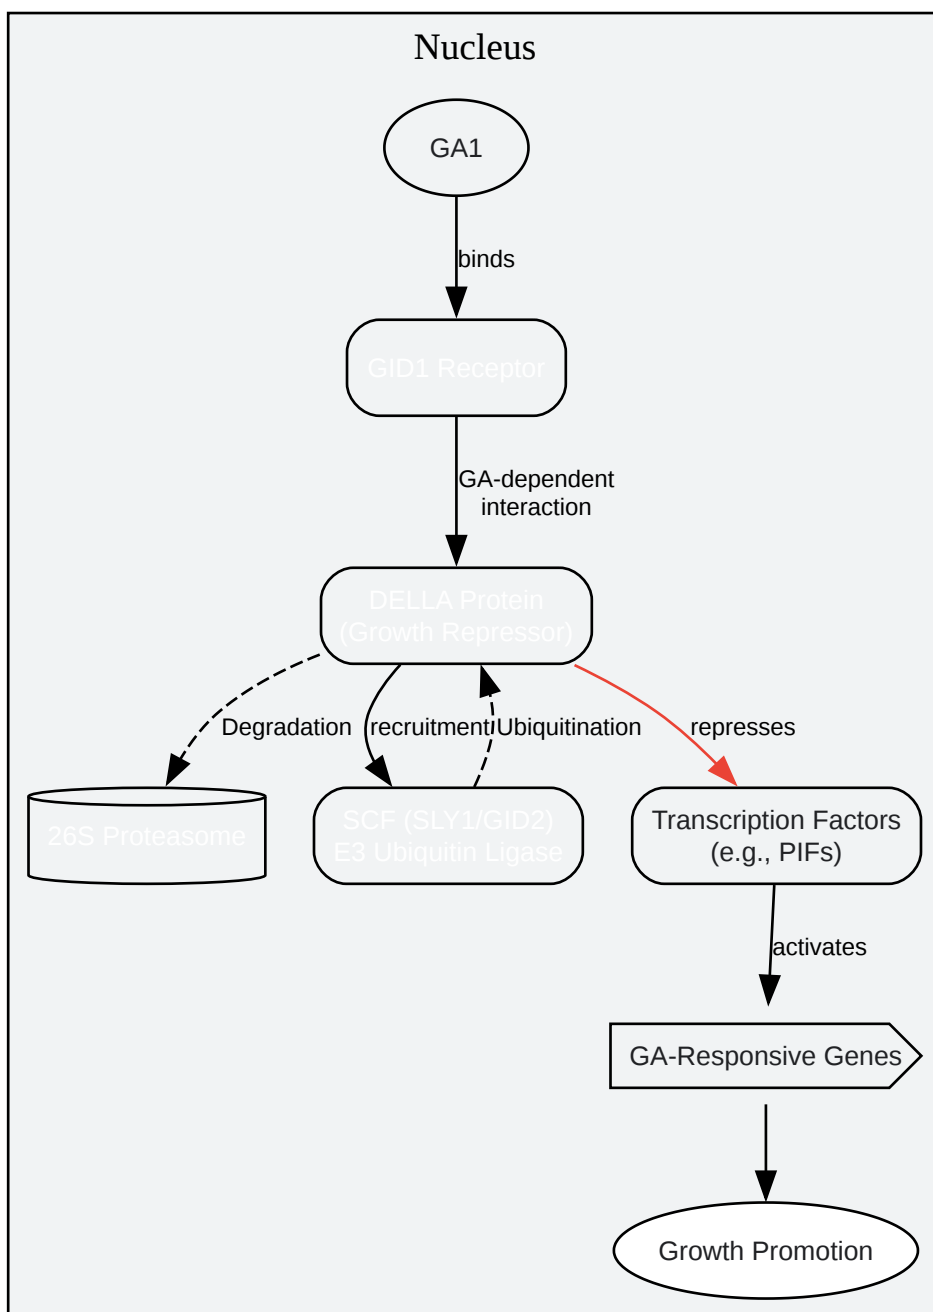 Nucleus
GA1
binds
GID1 Receptor
GA-dependent
interaction
DELLA Protein
(Growth Repressor)
Degradation
recruitment
Ubiquitination
represses
26S Proteasome
SCF (SLY1/GID2)
E3 Ubiquitin Ligase
Transcription Factors
(e.g., PIFs)
activates
GA-Responsive Genes
Growth Promotion